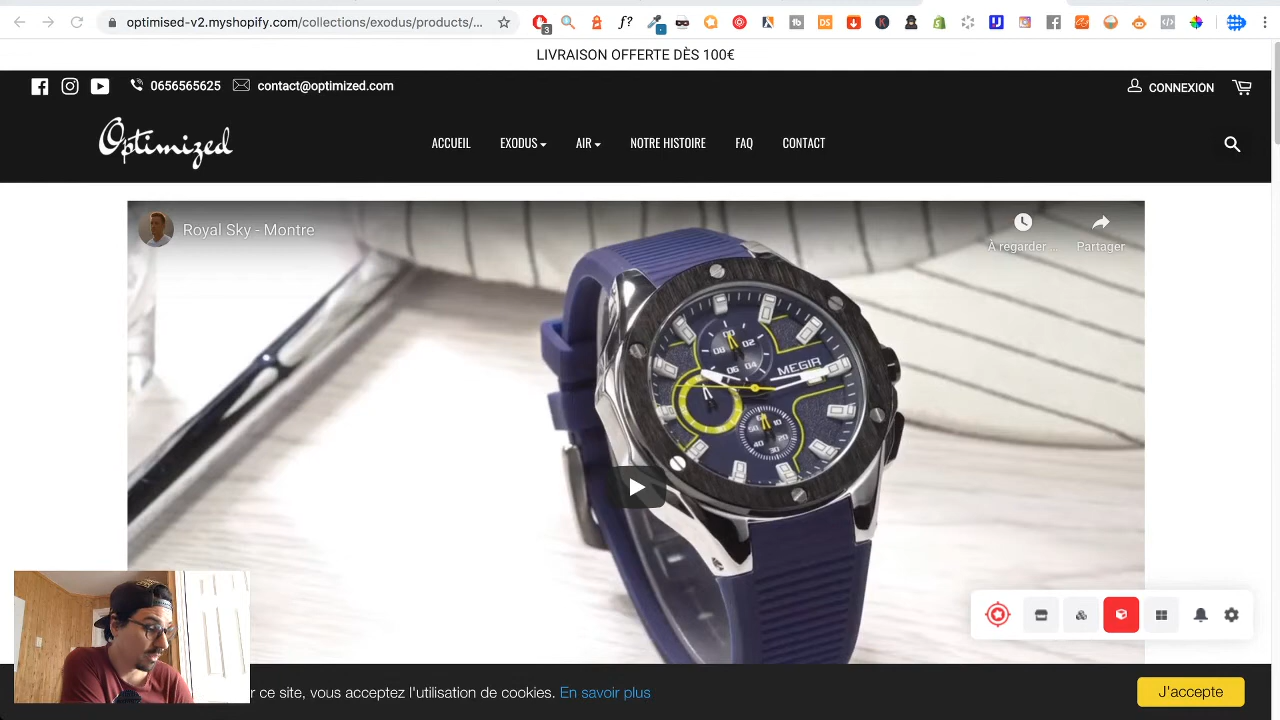 optimised-v2.myshopify.com/collections/exodus/products/...
LIVRAISON OFFERTE DÈS 100€
0656565625 contact@optimized.com
CONNEXION
Optimized
ACCUEIL EXODUS AIR NOTRE HISTOIRE FAQ CONTACT
Royal Sky - Montre
À regarder ... Partager
MEGIR
r ce site, vous acceptez l'utilisation de cookies. En savoir plus
J'accepte